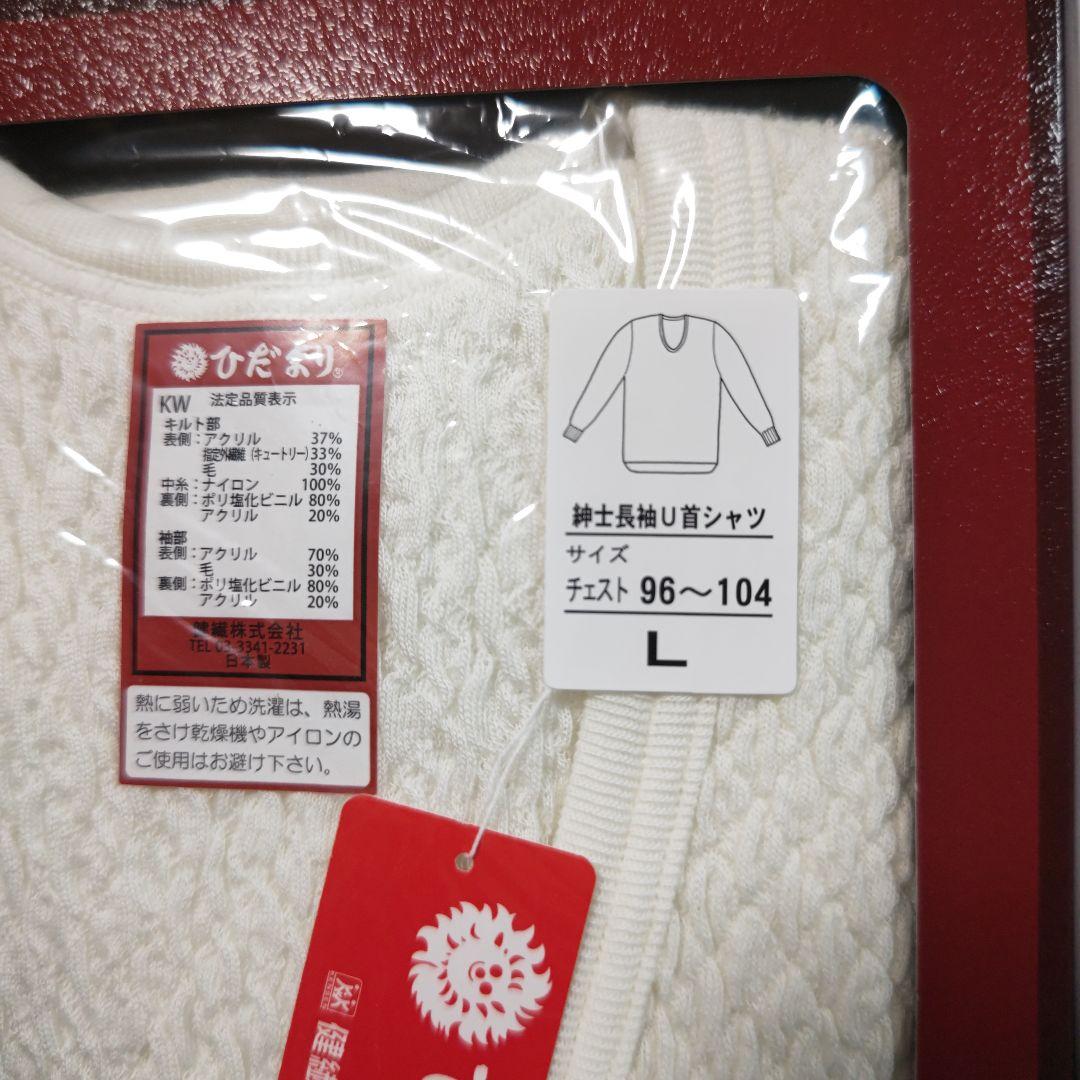 ひだまり®
KW 法定品質表示
キルト部
表側：アクリル 37%
指定外繊維（キュートリー）33%
毛 30%
中糸：ナイロン 100%
裏側：ポリ塩化ビニル 80%
アクリル 20%
袖部
表側：アクリル 70%
毛 30%
裏側：ポリ塩化ビニル 80%
アクリル 20%
健繊株式会社
TEL 03-3341-2231
日本製
熱に弱いため洗濯は、熱湯
をさけ乾燥機やアイロンの
ご使用はお避け下さい。
紳士長袖U首シャツ
サイズ
チェスト 96～104
L
KENSEN
健繊